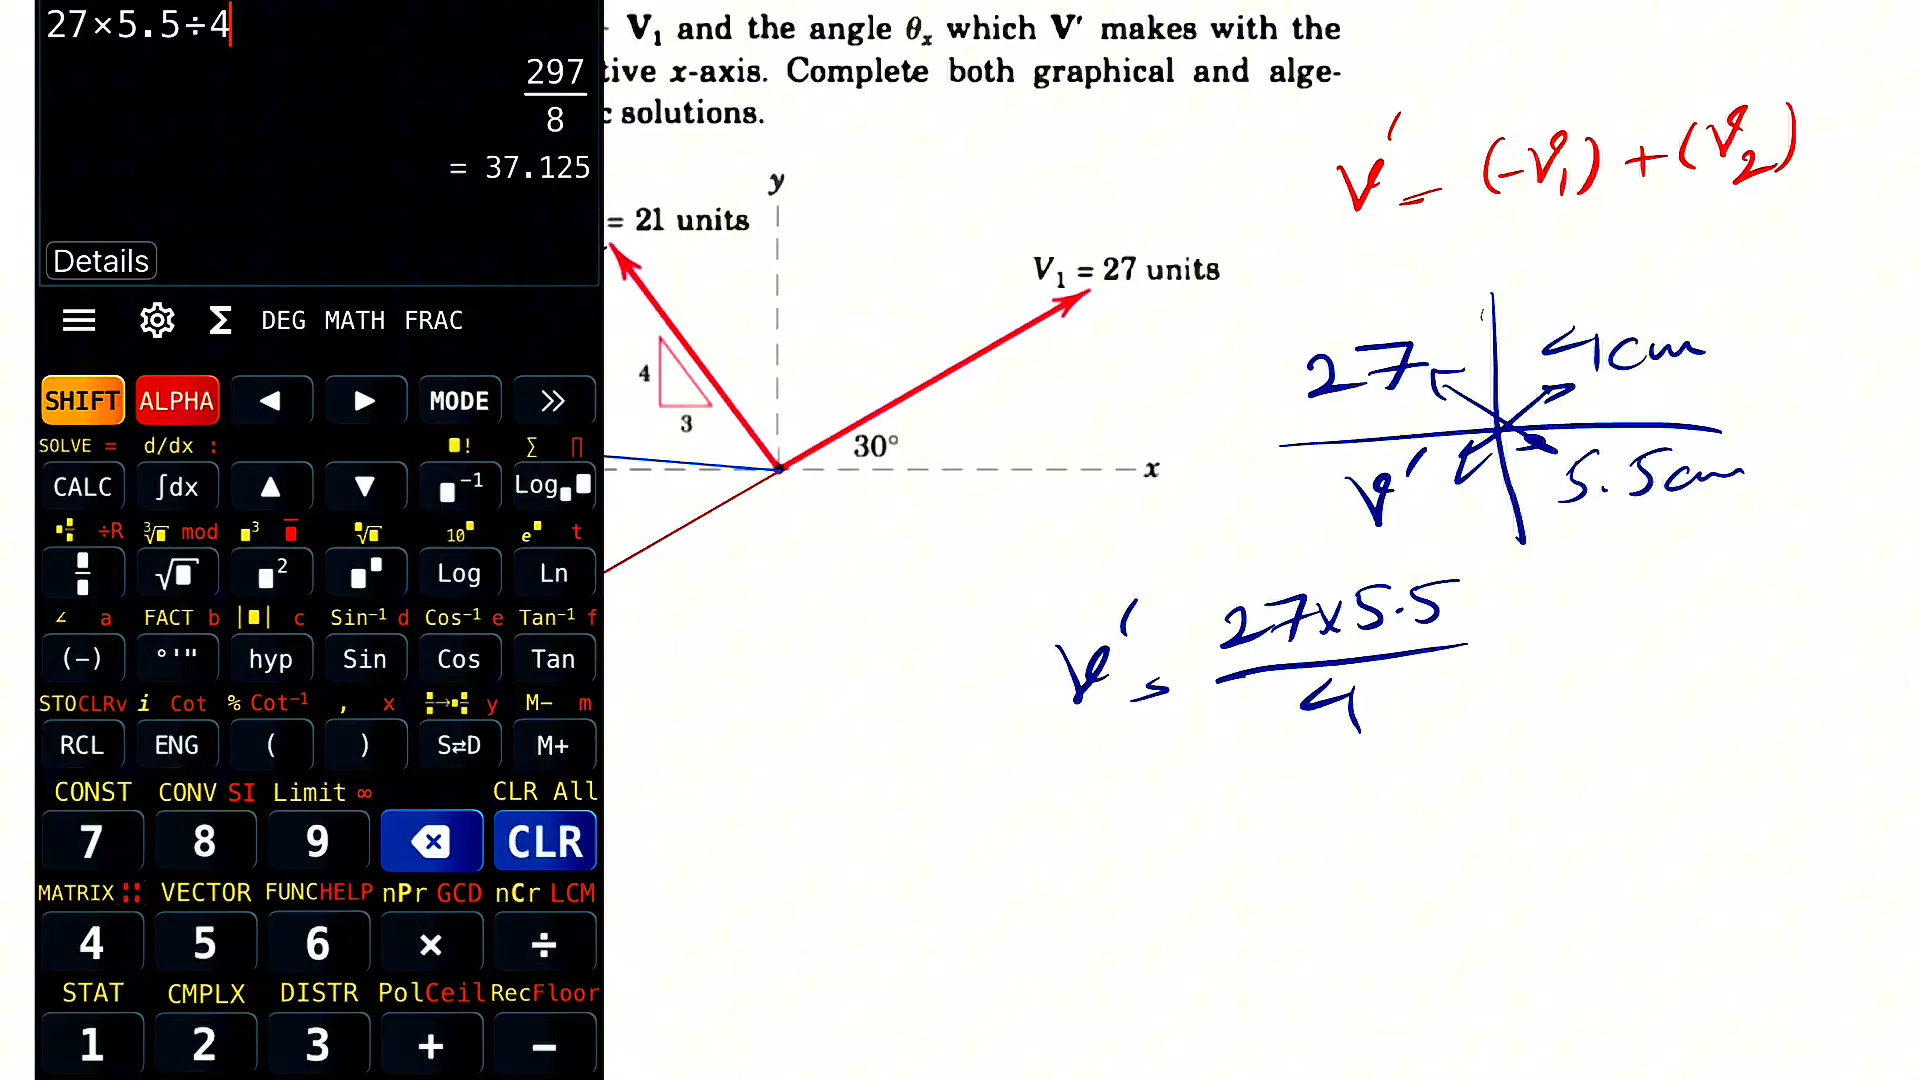 27×5.5÷4
297
8
= 37.125
Details
DEG MATH FRAC
SHIFT ALPHA ◀ ▶ MODE >>
SOLVE = d/dx : ! ∑ ∏
CALC ∫dx ▲ ▼ ■⁻¹ Log
÷R mod ■³ 10■ e■ t
■² Log Ln
∠ a FACT b |■| c Sin⁻¹ d Cos⁻¹ e Tan⁻¹ f
(−) °'" hyp Sin Cos Tan
STO CLRv i Cot % Cot⁻¹ , x y M− m
RCL ENG ( ) S⇄D M+
CONST CONV SI Limit ∞ CLR All
7 8 9 CLR
MATRIX VECTOR FUNC HELP nPr GCD nCr LCM
4 5 6 × ÷
STAT CMPLX DISTR Pol Ceil Rec Floor
1 2 3 + −
V₁ and the angle θₓ which V′ makes with the
tive x-axis. Complete both graphical and alge-
c solutions.
y
= 21 units
V₁ = 27 units
4
3
30°
x
V′ = (-V₁) + (V₂)
27 4cm
V′ 5.5cm
V′ = 27×5.5
4